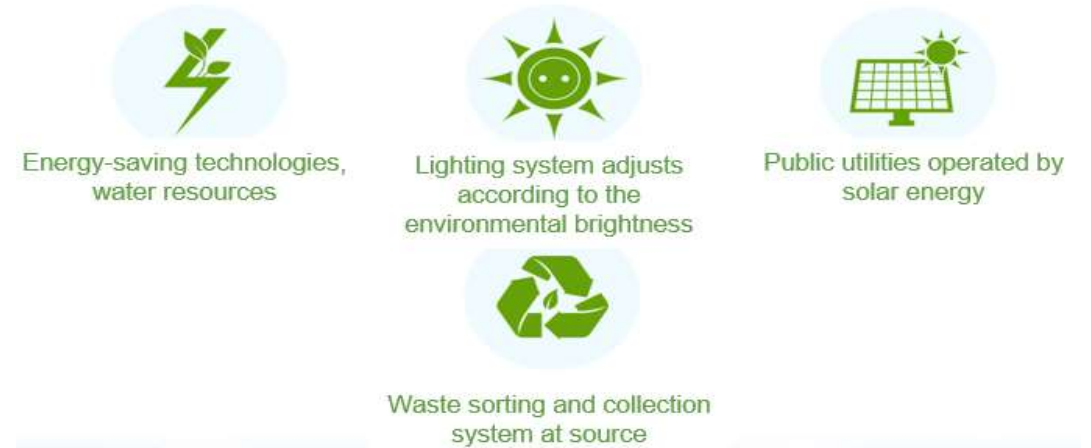 Energy-saving technologies,
water resources
Lighting system adjusts
according to the
environmental brightness
Public utilities operated by
solar energy
Waste sorting and collection
system at source